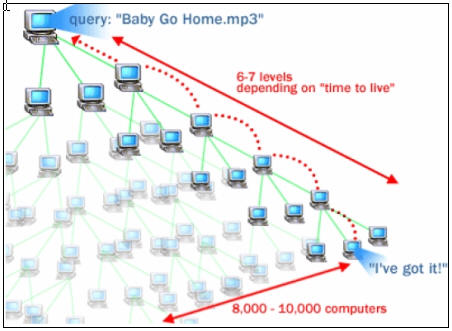 query: "Baby Go Home.mp3"
6-7 levels
depending on "time to live"
"I've got it!"
8,000 - 10,000 computers